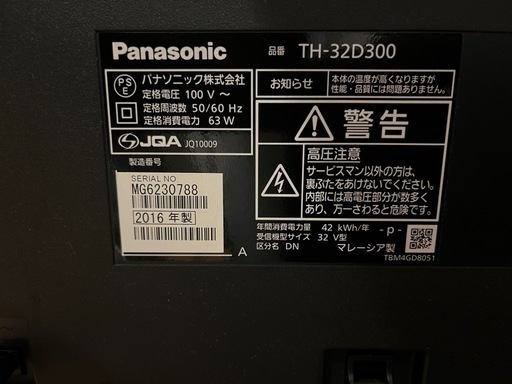 Panasonic
品番 TH-32D300
PS
E
パナソニック株式会社
定格電圧 100 V ～
定格周波数 50/60 Hz
定格消費電力 63 W
お知らせ
本体の温度が高くなりますが
性能・品質には問題ありません。
JQA JQ10009
警告
高圧注意
サービスマン以外の方は、
裏ぶたをあけないでください。
内部には高電圧部分が数多く
あり、万一さわると危険です。
製造番号
SERIAL NO
MG6230788
2016 年製
A
年間消費電力量 42 kWh/年
受信機型サイズ 32 V型
区分名 DN
-p-
マレーシア製
TBM4GD8051